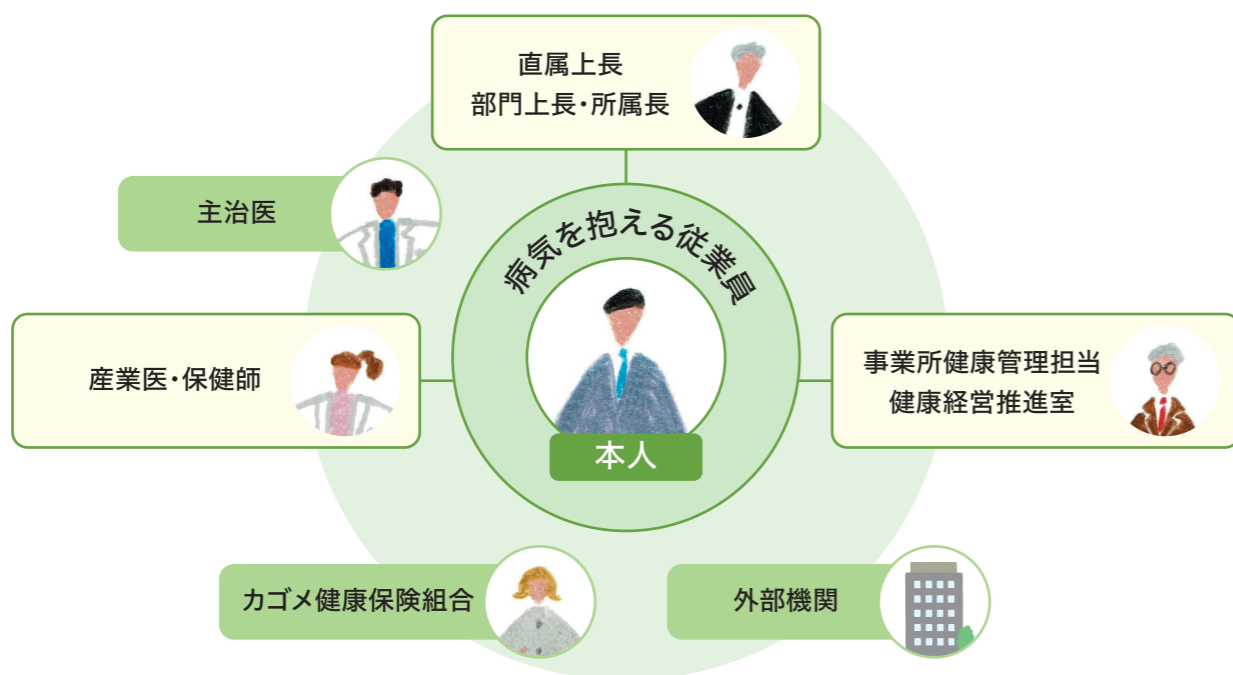 直属上長
部門上長・所属長
主治医
病気を抱える従業員
産業医・保健師
事業所健康管理担当
健康経営推進室
本人
カゴメ健康保険組合
外部機関